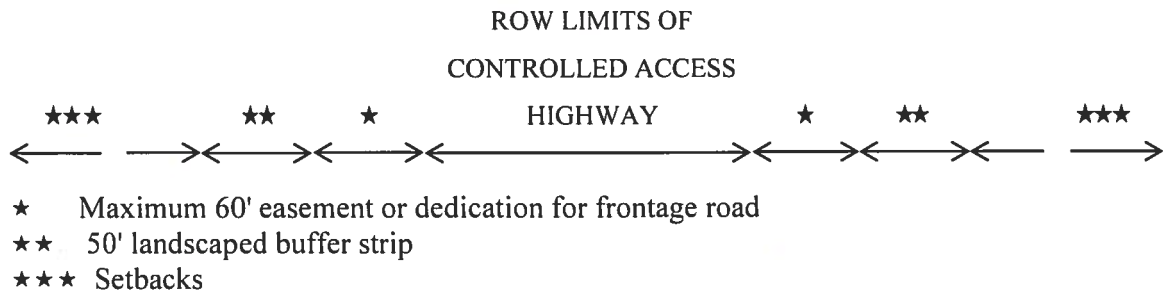 ROW LIMITS OF
CONTROLLED ACCESS
★★★ ★★ ★ HIGHWAY ★ ★★ ★★★
★ Maximum 60' easement or dedication for frontage road
★★ 50' landscaped buffer strip
★★★ Setbacks